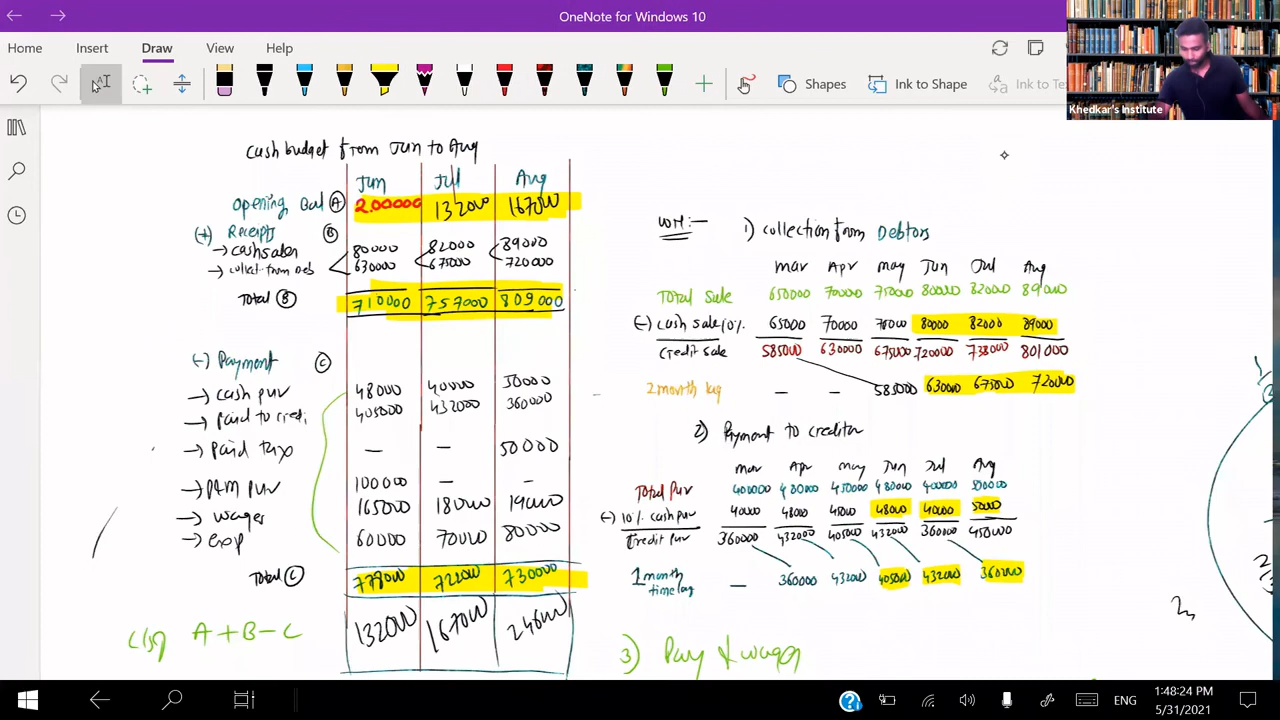 OneNote for Windows 10
Home Insert Draw View Help
Shapes Ink to Shape Ink to Te
Khedkar's Institute
cash budget from Jun to Aug
Jun Jul Aug
opening Bal (A) 2.00000 132000 167000
(+) Receipts (B)
→ cash sales 80000 82000 89000
→ collecti from Deb 630000 675000 720000
Total (B) 710000 757000 809000
(-) Payment (C)
→ cash pur 48000 40000 50000
→ paid to credi 405000 432000 360000
→ Paid tax — — 50000
→ P&M pur 100000 — -
→ wages 165000 180000 190000
→ exp 60000 70000 80000
Total (C) 778000 722000 730000
A + B - C 132000 167000 246000
WN:- 1) collection from Debtors
Mar Apr May Jun Jul Aug
Total sale 650000 700000 750000 800000 820000 89000
(-) cash sale 10% 65000 70000 75000 80000 82000 89000
credit sale 585000 630000 675000 720000 738000 801000
2 month lag — — 585000 630000 675000 720000
2) Payment to creditor
Mar Apr May Jun Jul Aug
Total Pur 400000 480000 450000 480000 400000 500000
(-) 10% cash pur 40000 48000 45000 48000 40000 50000
Credit pur 360000 432000 405000 432000 360000 450000
1 month time lag — 360000 432000 405000 432000 360000
3) Pay of wages
ENG
1:48:24 PM
5/31/2021